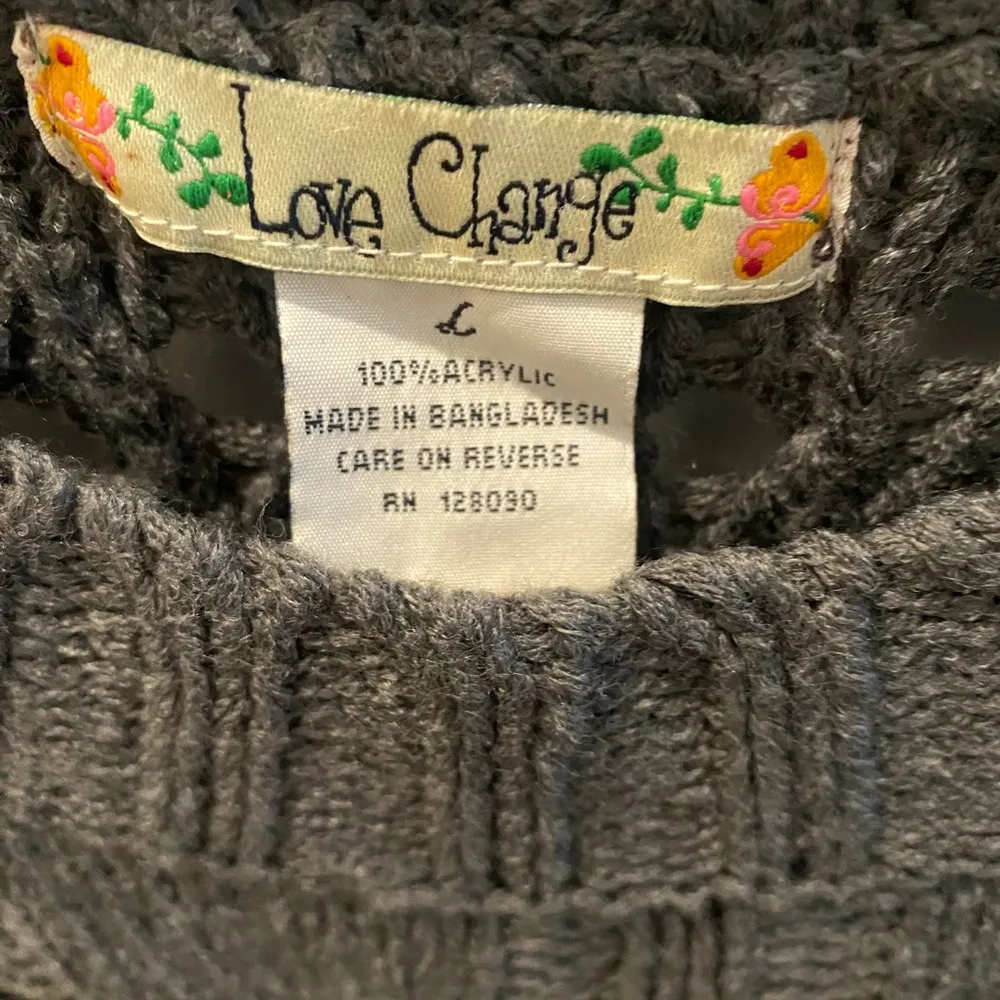 Love Change
L
100%ACRYLIC
MADE IN BANGLADESH
CARE ON REVERSE
RN 128090